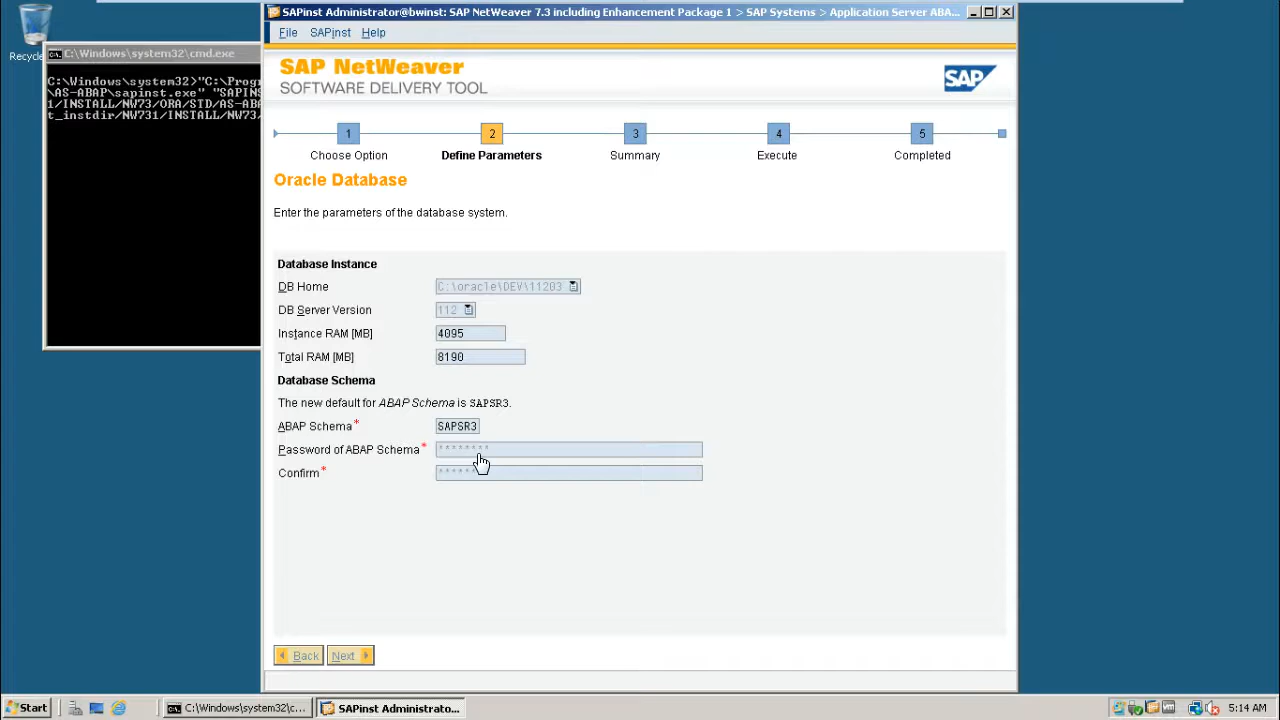 SAPinst Administrator@bwinst: SAP NetWeaver 7.3 including Enhancement Package 1 > SAP Systems > Application Server ABA...
File SAPinst Help
Recycle
C:\Windows\system32\cmd.exe
C:\Windows\system32>"C:\Progr
\AS-ABAP\sapinst.exe" "SAPINS
1/INSTALL/NW73/ORA/STD/AS-ABA
t_instdir/NW731/INSTALL/NW73/
SAP NetWeaver
SOFTWARE DELIVERY TOOL
SAP
1 2 3 4 5
Choose Option Define Parameters Summary Execute Completed
Oracle Database
Enter the parameters of the database system.
Database Instance
DB Home C:\oracle\DEV\11203
DB Server Version 112
Instance RAM [MB] 4095
Total RAM [MB] 8190
Database Schema
The new default for ABAP Schema is SAPSR3.
ABAP Schema* SAPSR3
Password of ABAP Schema* ********
Confirm*
Back Next
Start C:\Windows\system32\c... SAPinst Administrato... 5:14 AM